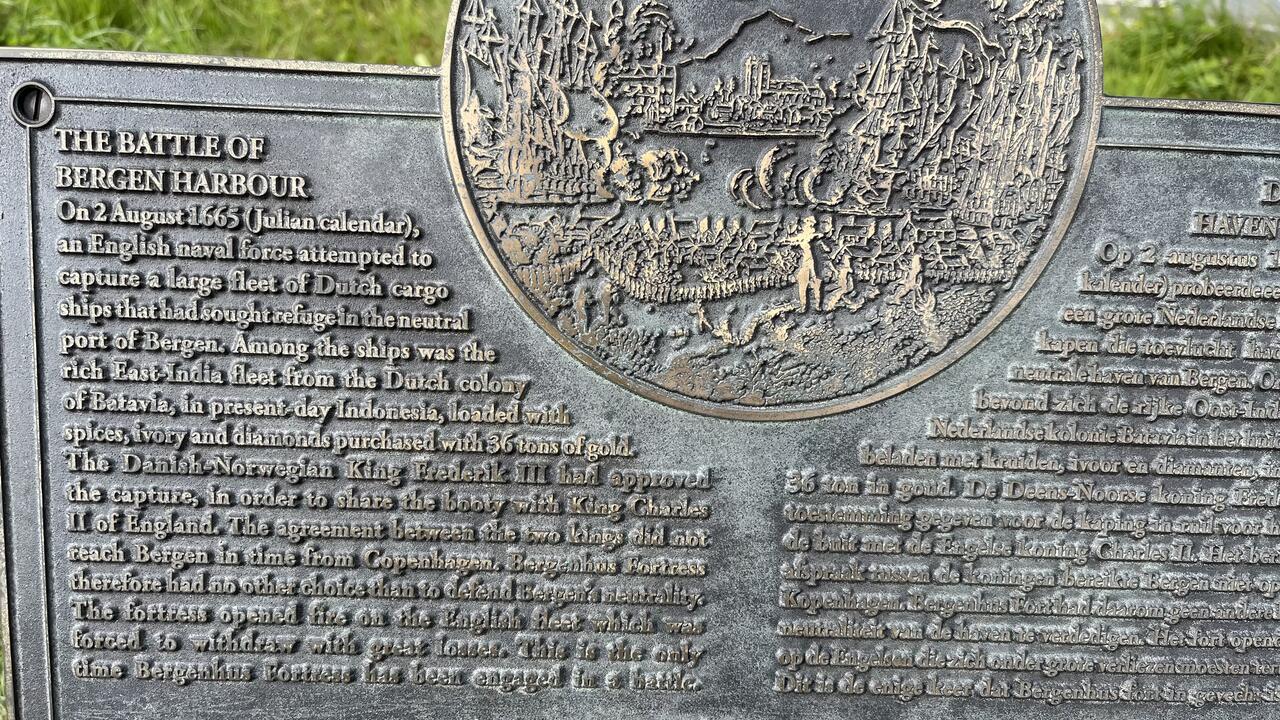 THE BATTLE OF
BERGEN HARBOUR
On 2 August 1665 (Julian calendar),
an English naval force attempted to
capture a large fleet of Dutch cargo
ships that had sought refuge in the neutral
port of Bergen. Among the ships was the
rich East-India fleet from the Dutch colony
of Batavia, in present-day Indonesia, loaded with
spices, ivory and diamonds purchased with 36 tons of gold.
The Danish-Norwegian King Frederik III had approved
the capture, in order to share the booty with King Charles
II of England. The agreement between the two kings did not
reach Bergen in time from Copenhagen. Bergenhus Fortress
therefore had no other choice than to defend Bergen's neutrality.
The fortress opened fire on the English fleet which was
forced to withdraw with great losses. This is the only
time Bergenhus Fortress has been engaged in a battle.
HAVEN
Op 2 augustus
kalender) probeerde
een grote Nederlandse
kapen die toevlucht
neutrale haven van Bergen.
bevond zich de rijke
Nederlandse kolonie Batavia
beladen met kruiden, ivoor en diamanten,
36 ton in goud. De Deens-Noorse koning
toestemming gegeven voor de kaping in ruil voor
de buit met de Engelse koning Charles II. Het
afspraak tussen de koningen bereikte Bergen niet op
Kopenhagen. Bergenhus Fort had daarom geen andere
neutraliteit van de haven te verdedigen. Het fort
op de Engelsen die zich onder grote verliezen moesten
Dit is de enige keer dat Bergenhus fort in gevecht